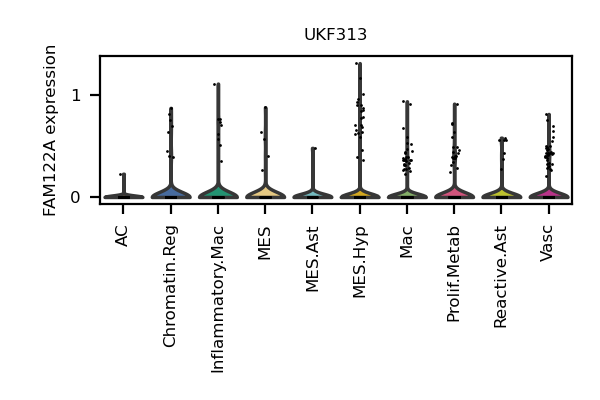 UKF313
FAM122A expression
1
0
AC
Chromatin.Reg
Inflammatory.Mac
MES
MES.Ast
MES.Hyp
Mac
Prolif.Metab
Reactive.Ast
Vasc